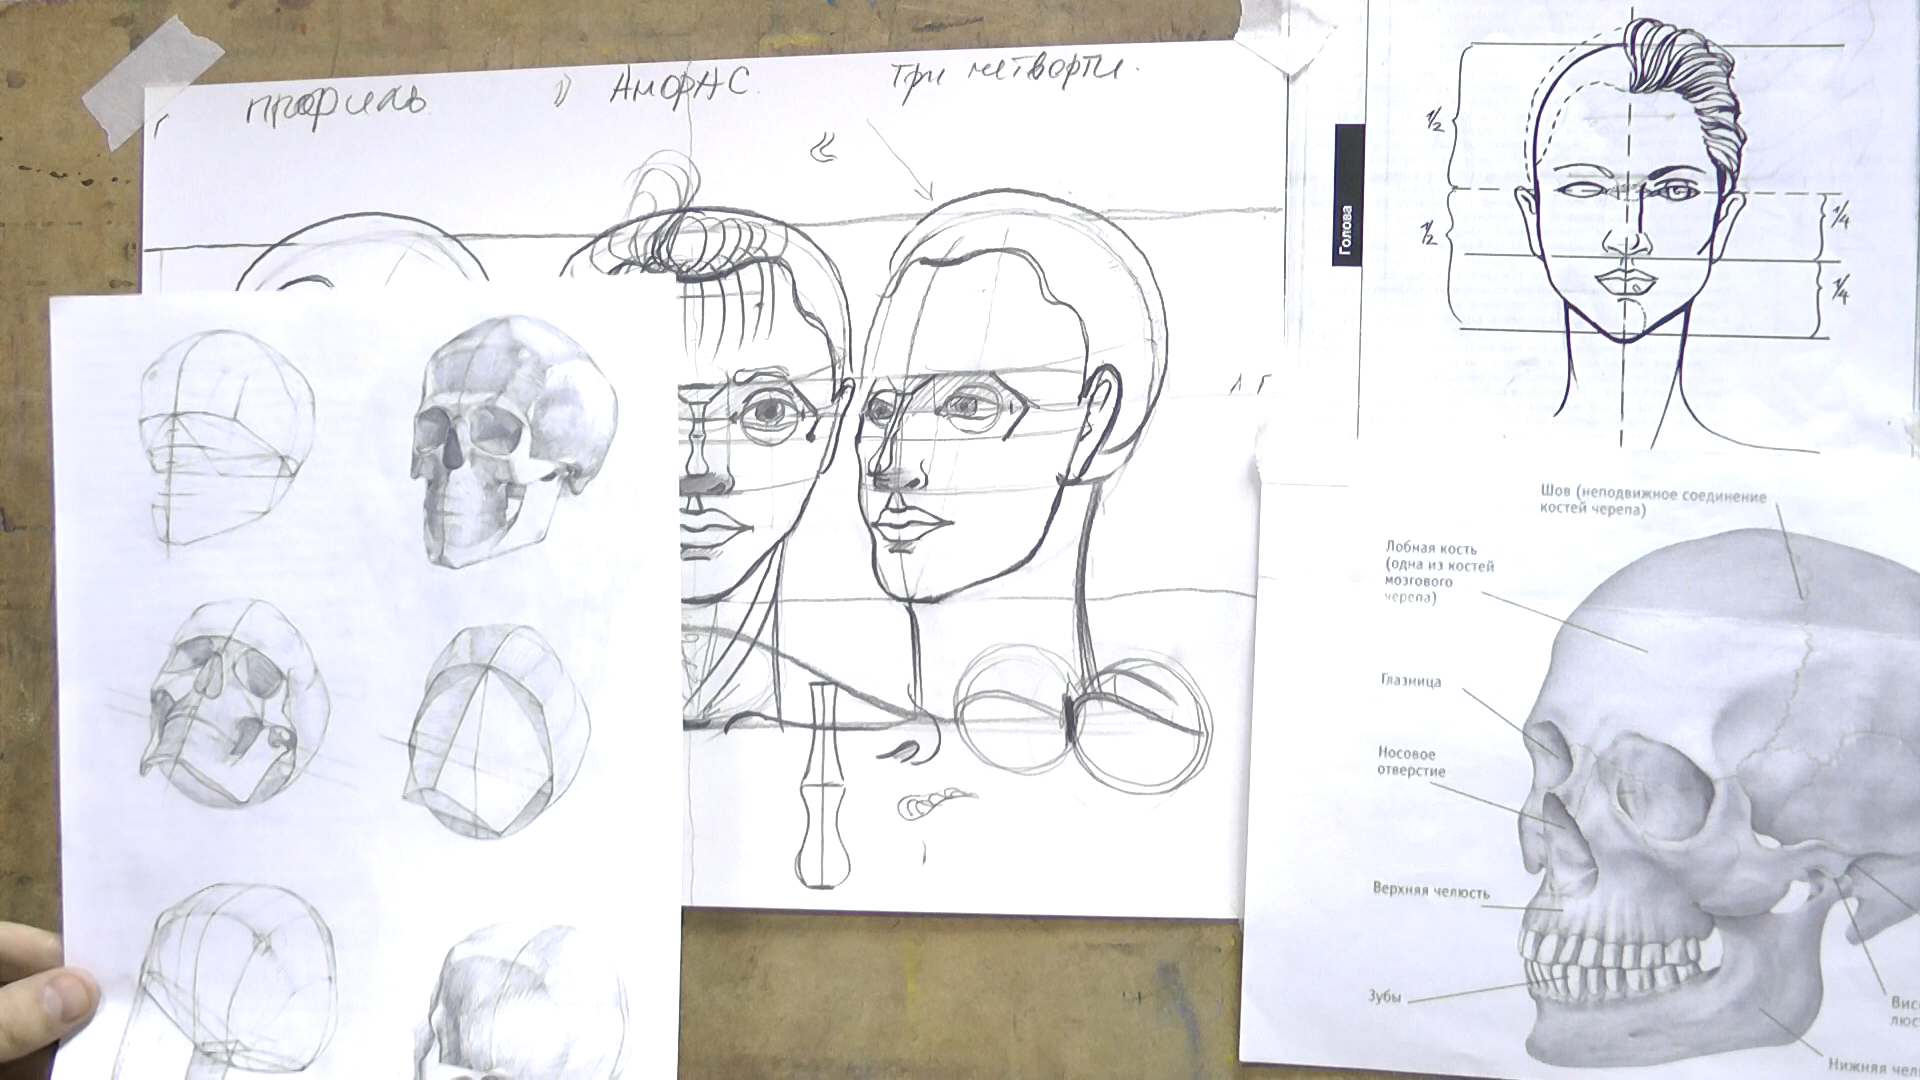 профиль
АНФАС
Три четверти.
1/2
1/2
1/4
1/4
Голова
Шов (неподвижное соединение
костей черепа)
Лобная кость
(одна из костей
мозгового
черепа)
Глазница
Носовое
отверстие
Верхняя челюсть
Зубы
Нижняя